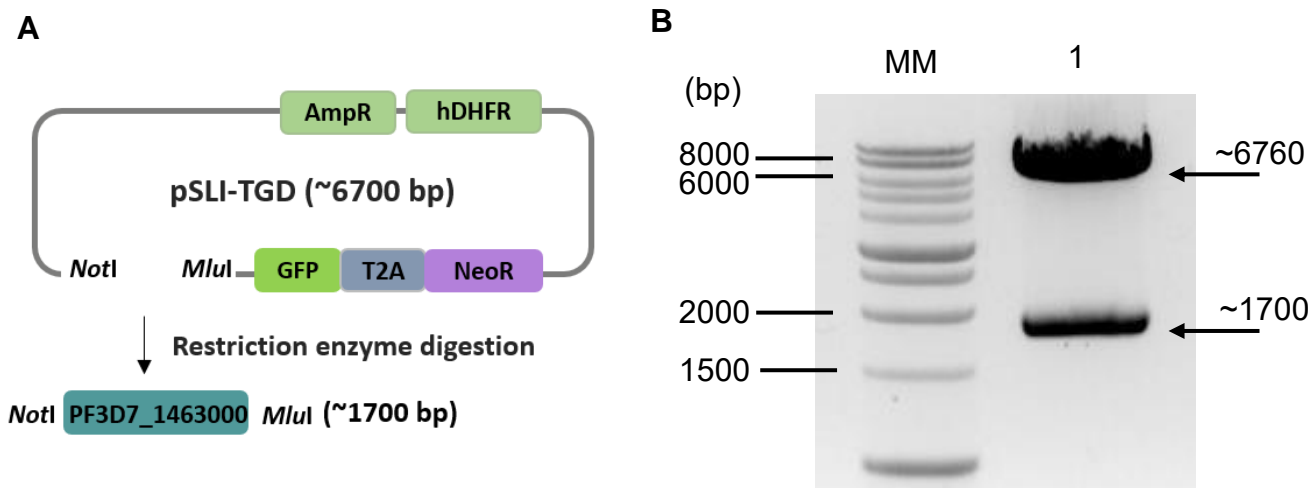 A
AmpR
hDHFR
pSLI-TGD (~6700 bp)
NotI
MluI
GFP
T2A
NeoR
Restriction enzyme digestion
NotI
PF3D7_1463000
MluI (~1700 bp)
B
MM
1
(bp)
8000
6000
2000
1500
~6760
~1700